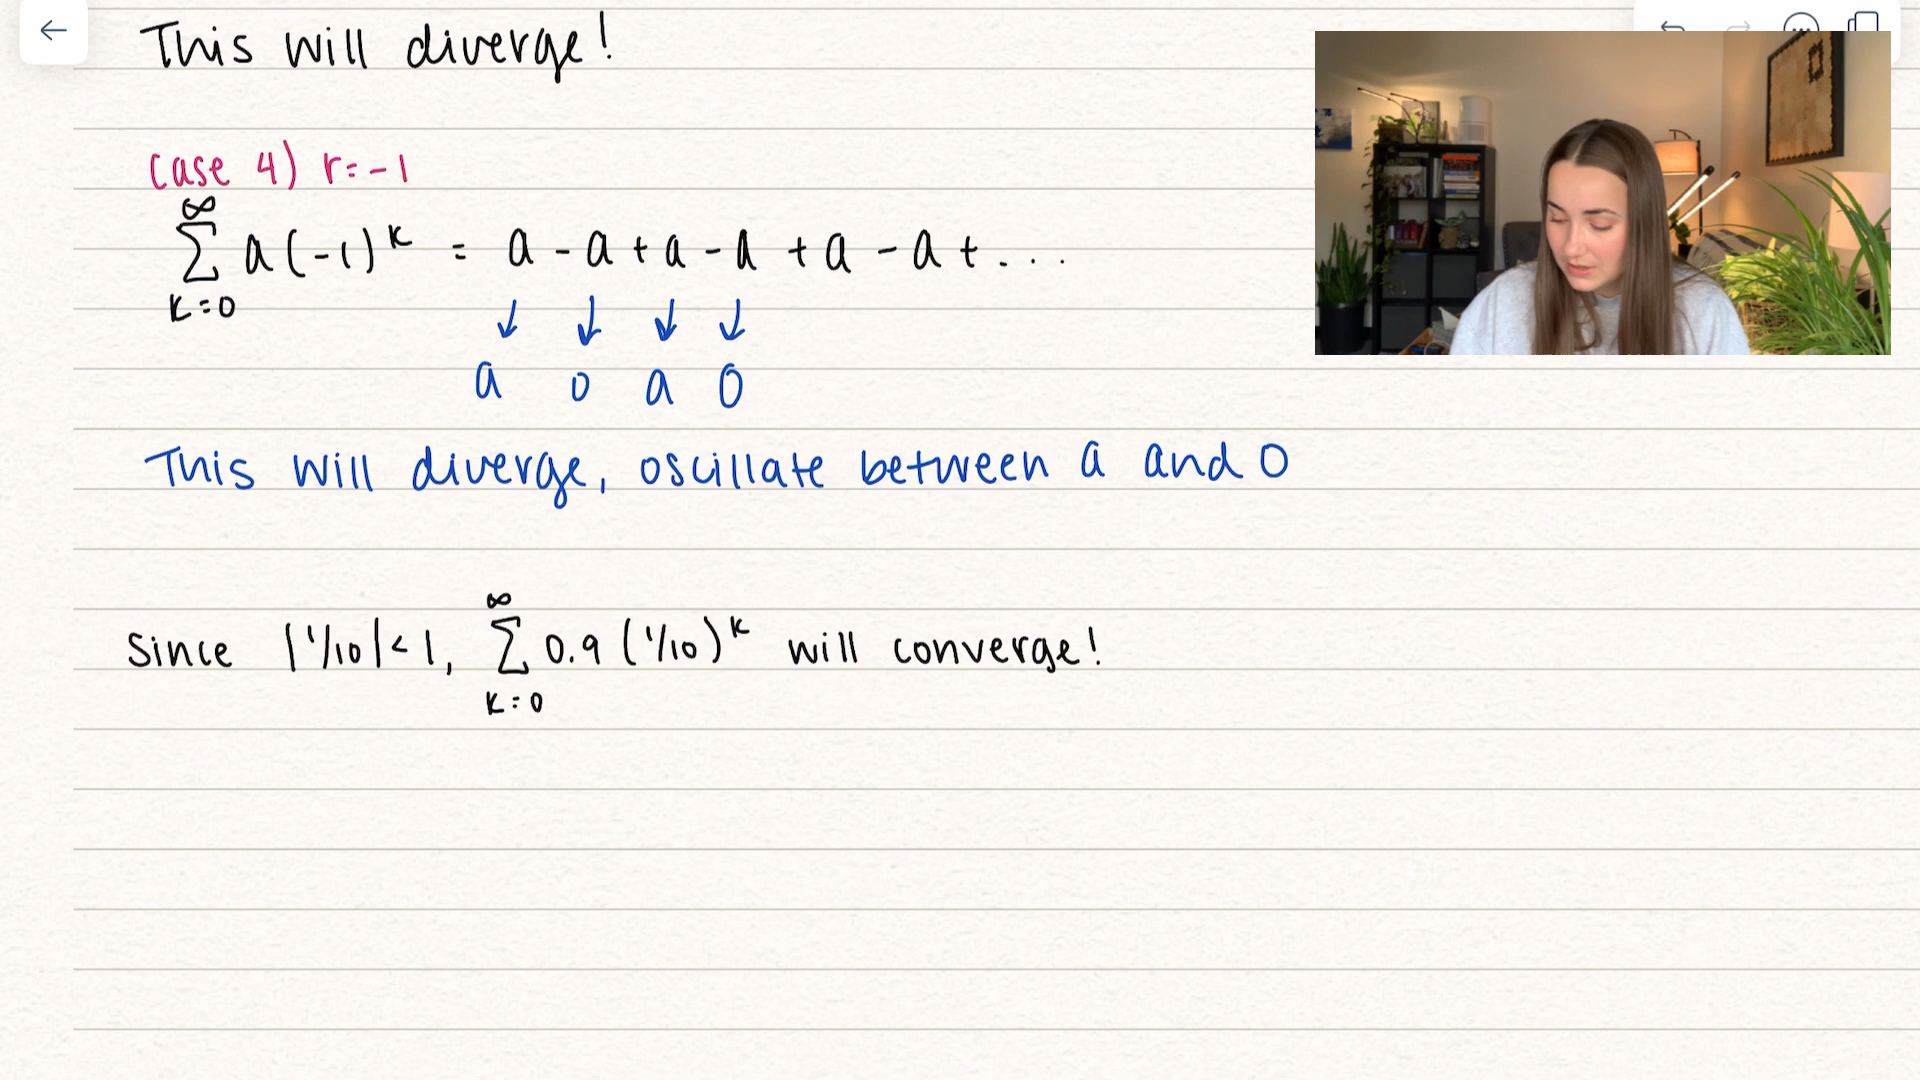 This will diverge!
Case 4) r=-1
∞
Σ a(-1)^k = a - a + a - a + a - a + ...
k=0
↓ ↓ ↓ ↓
a 0 a 0
This will diverge, oscillate between a and 0
∞
Since |1/10|<1, Σ 0.9 (1/10)^k will converge!
k=0